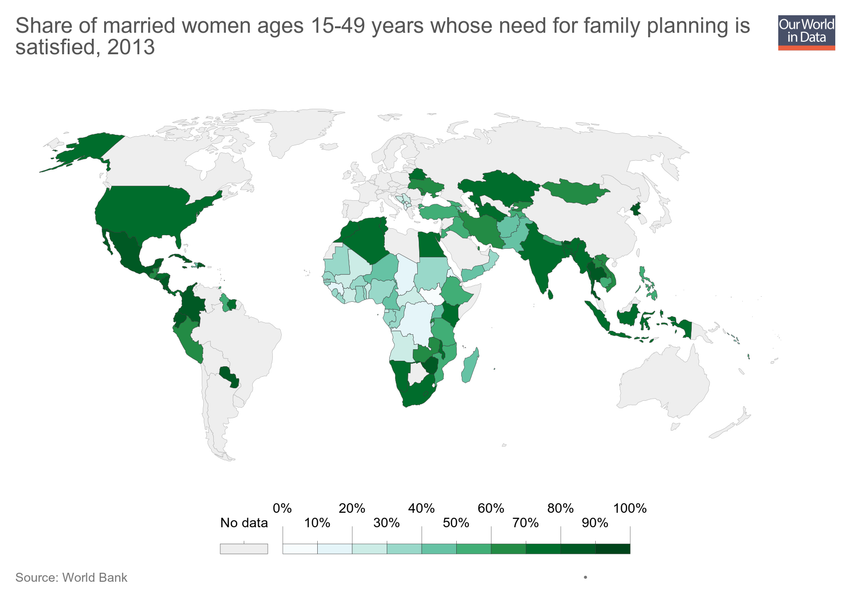 Share of married women ages 15-49 years whose need for family planning is
satisfied, 2013
Our World
in Data
No data
0%
10%
20%
30%
40%
50%
60%
70%
80%
90%
100%
Source: World Bank